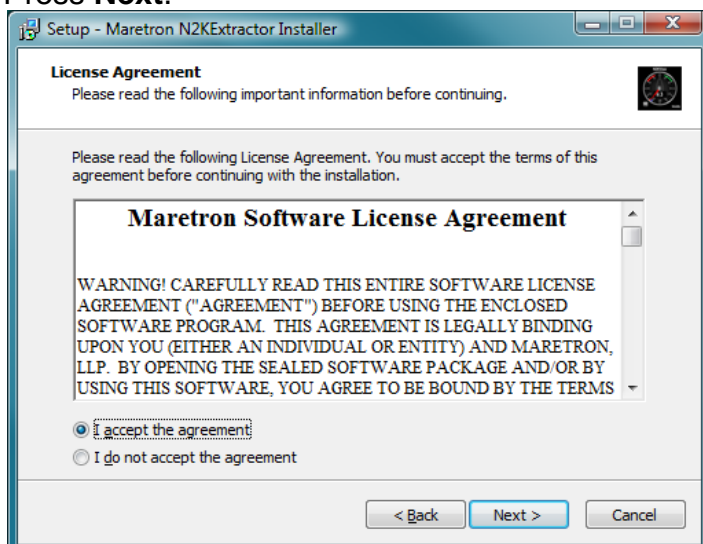 Press Next.
Setup - Maretron N2KExtractor Installer
License Agreement
Please read the following important information before continuing.
Please read the following License Agreement. You must accept the terms of this
agreement before continuing with the installation.
Maretron Software License Agreement
WARNING! CAREFULLY READ THIS ENTIRE SOFTWARE LICENSE
AGREEMENT ("AGREEMENT") BEFORE USING THE ENCLOSED
SOFTWARE PROGRAM.  THIS AGREEMENT IS LEGALLY BINDING
UPON YOU (EITHER AN INDIVIDUAL OR ENTITY) AND MARETRON,
LLP.  BY OPENING THE SEALED SOFTWARE PACKAGE AND/OR BY
USING THIS SOFTWARE, YOU AGREE TO BE BOUND BY THE TERMS
I accept the agreement
I do not accept the agreement
< Back Next > Cancel